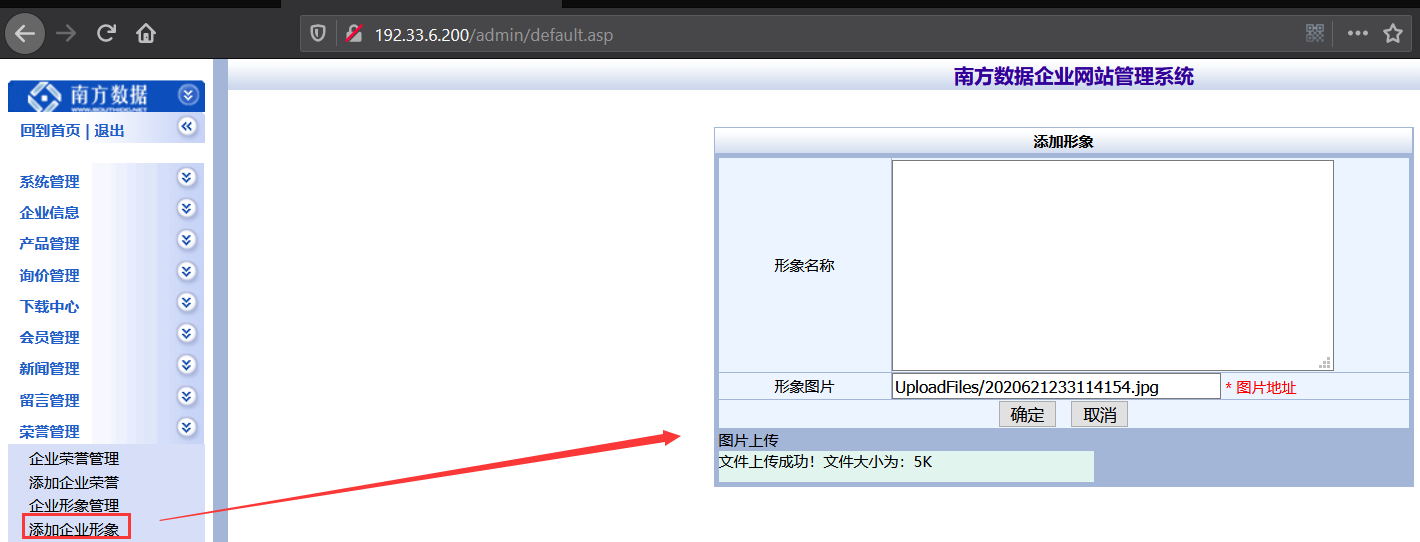 192.33.6.200/admin/default.asp
南方数据
WWW.SOUTHIDC.NET
回到首页 | 退出
系统管理
企业信息
产品管理
询价管理
下载中心
会员管理
新闻管理
留言管理
荣誉管理
企业荣誉管理
添加企业荣誉
企业形象管理
添加企业形象
南方数据企业网站管理系统
添加形象
形象名称
形象图片 UploadFiles/2020621233114154.jpg * 图片地址
确定 取消
图片上传
文件上传成功！文件大小为：5K